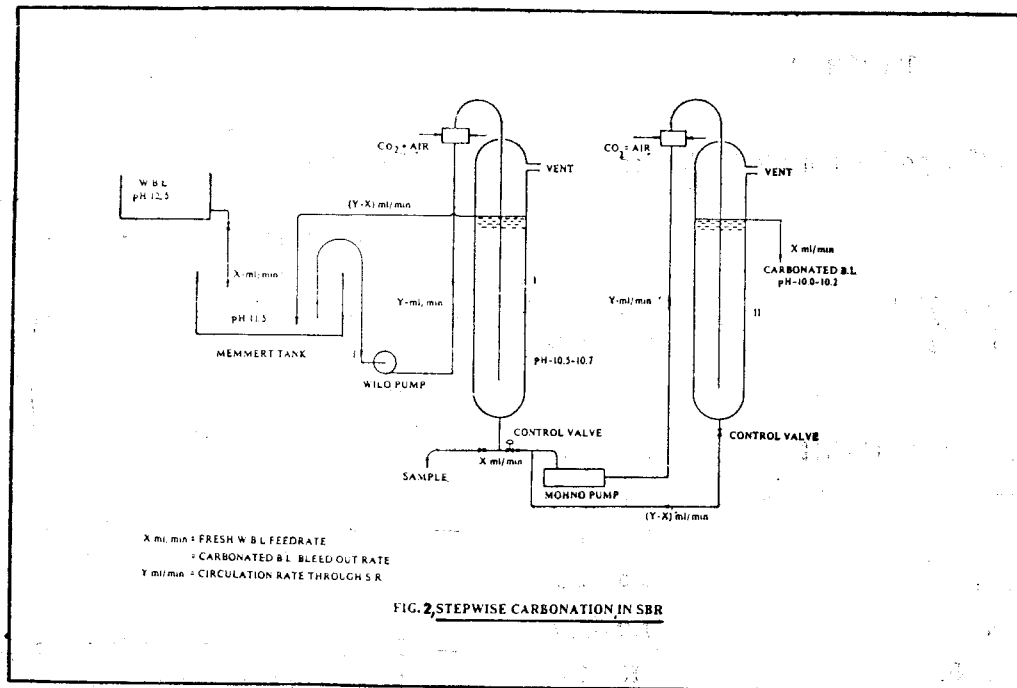 W B L
pH 12.5
X-ml/min
pH 11.5
MEMMERT TANK
WILO PUMP
(Y-X) ml/min
CO2 + AIR
VENT
Y-ml, min
I
pH-10.5-10.7
CONTROL VALVE
X ml/min
SAMPLE
MOHNO PUMP
CO2= AIR
VENT
Y-ml/min
X ml/min
CARBONATED B.L
pH-10.0-10.2
II
CONTROL VALVE
(Y-X) ml/min
X ml, min = FRESH W B L FEEDRATE
= CARBONATED B.L. BLEED OUT RATE
Y ml/min = CIRCULATION RATE THROUGH S R
FIG. 2, STEPWISE CARBONATION, IN SBR